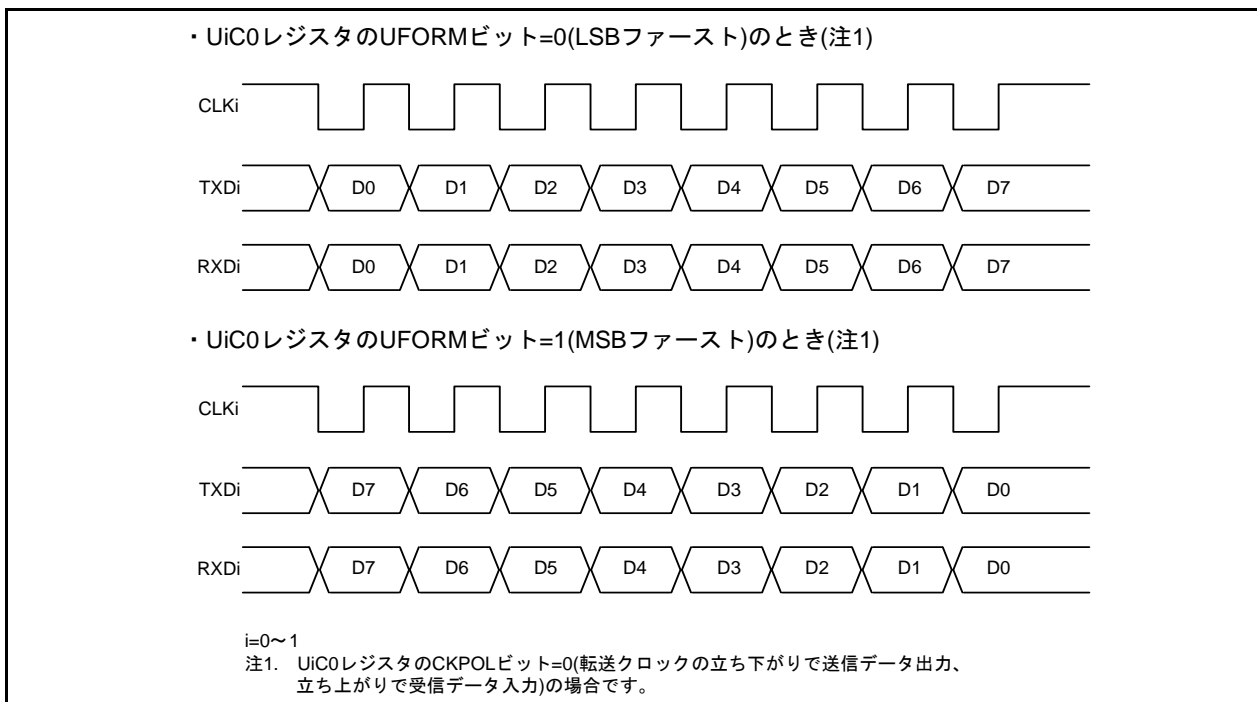 ・UiC0レジスタのUFORMビット=0(LSBファースト)のとき(注1)
CLKi
TXDi D0 D1 D2 D3 D4 D5 D6 D7
RXDi D0 D1 D2 D3 D4 D5 D6 D7
・UiC0レジスタのUFORMビット=1(MSBファースト)のとき(注1)
CLKi
TXDi D7 D6 D5 D4 D3 D2 D1 D0
RXDi D7 D6 D5 D4 D3 D2 D1 D0
i=0～1
注1. UiC0レジスタのCKPOLビット=0(転送クロックの立ち下がりで送信データ出力、
立ち上がりで受信データ入力)の場合です。